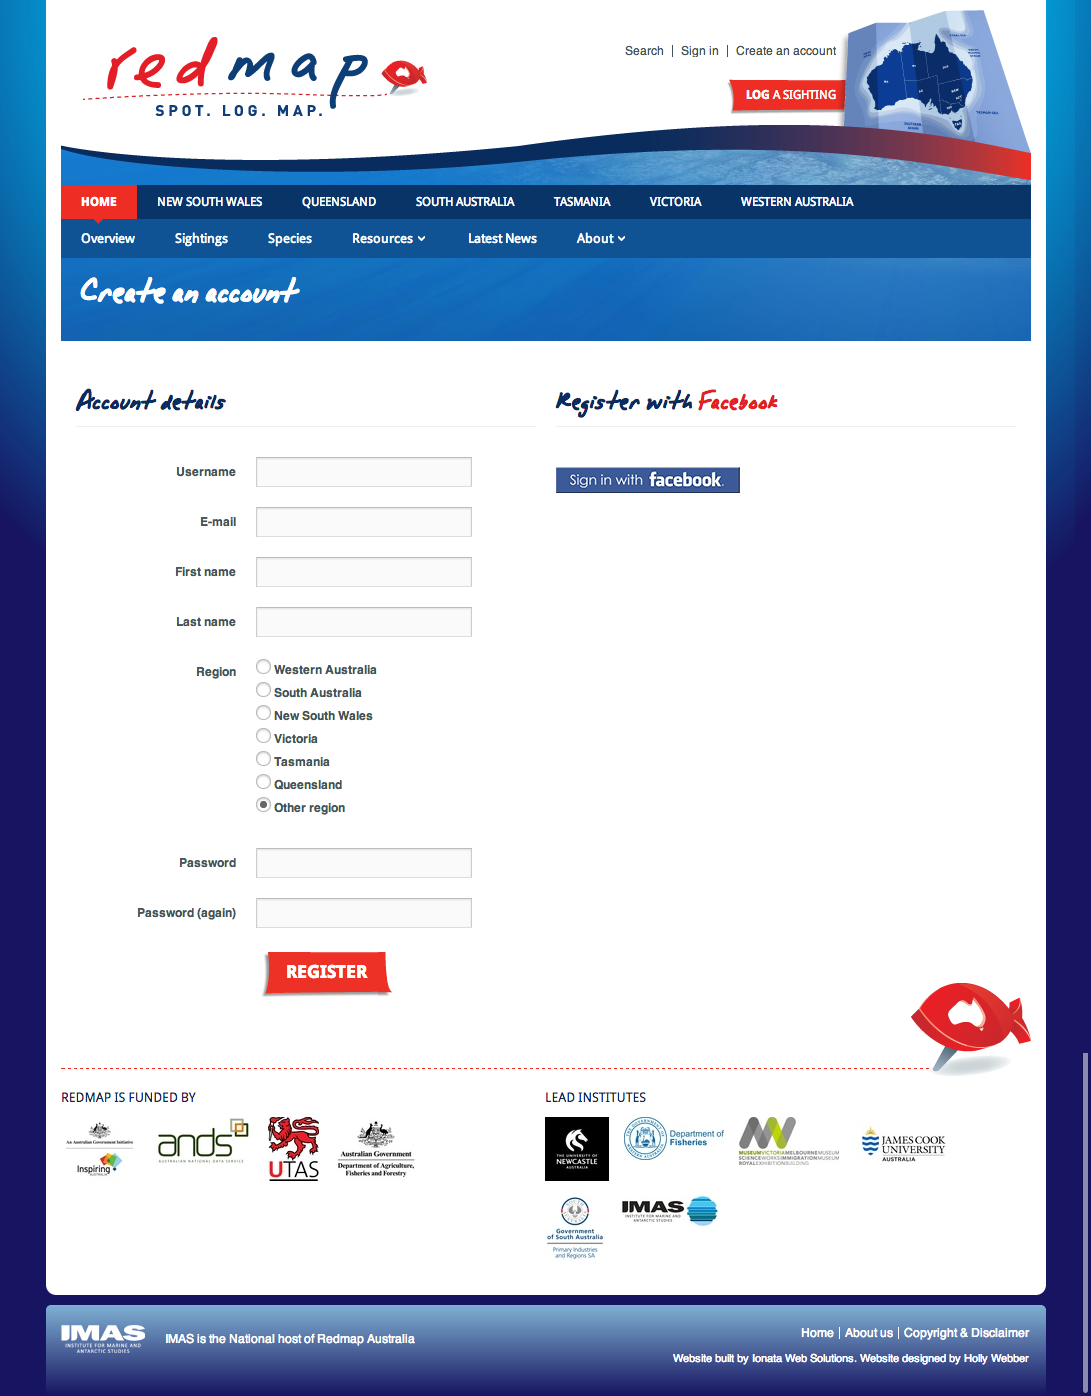 redmap
SPOT. LOG. MAP.
Search | Sign in | Create an account
LOG A SIGHTING
HOME NEW SOUTH WALES QUEENSLAND SOUTH AUSTRALIA TASMANIA VICTORIA WESTERN AUSTRALIA
Overview Sightings Species Resources Latest News About
Create an account
Account details
Register with Facebook
Username
Sign in with facebook.
E-mail
First name
Last name
Region
Western Australia
South Australia
New South Wales
Victoria
Tasmania
Queensland
Other region
Password
Password (again)
REGISTER
REDMAP IS FUNDED BY
LEAD INSTITUTES
An Australian Government Initiative
Inspiring
AUSTRALIA
ands
AUSTRALIAN NATIONAL DATA SERVICE
UTAS
Australian Government
Department of Agriculture,
Fisheries and Forestry
THE UNIVERSITY OF
NEWCASTLE
AUSTRALIA
Department of
Fisheries
MUSEUMVICTORIAMELBOURNEMUSEUM
SCIENCEWORKSIMMIGRATIONMUSEUM
ROYALEXHIBITIONBUILDING
JAMES COOK
UNIVERSITY
AUSTRALIA
Government
of South Australia
Primary Industries
and Regions SA
IMAS
INSTITUTE FOR MARINE AND
ANTARCTIC STUDIES
IMAS
INSTITUTE FOR MARINE AND
ANTARCTIC STUDIES
IMAS is the National host of Redmap Australia
Home | About us | Copyright & Disclaimer
Website built by Ionata Web Solutions. Website designed by Holly Webber